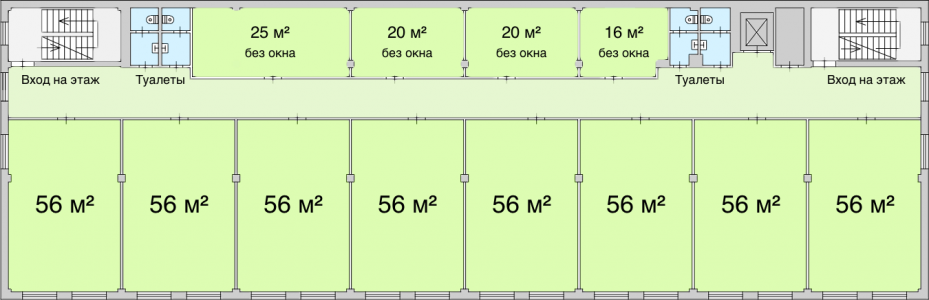 25 м²
без окна
20 м²
без окна
20 м²
без окна
16 м²
без окна
Вход на этаж
Туалеты
Туалеты
Вход на этаж
56 м²
56 м²
56 м²
56 м²
56 м²
56 м²
56 м²
56 м²